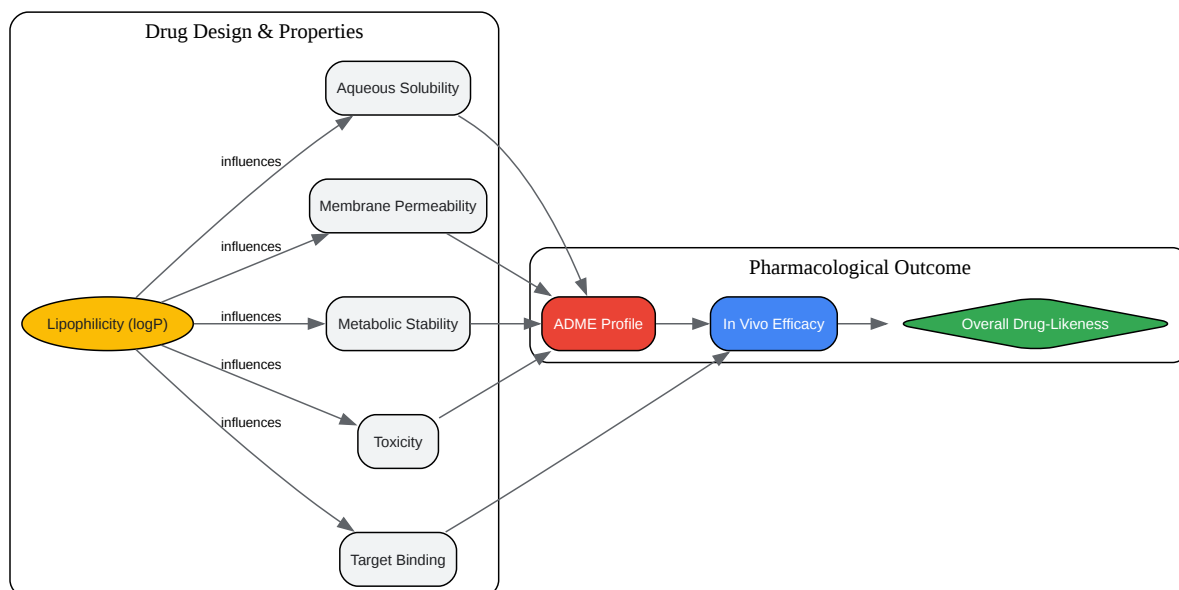 Drug Design & Properties
Aqueous Solubility
influences
Membrane Permeability
influences
Pharmacological Outcome
Lipophilicity (logP)
influences
Metabolic Stability
ADME Profile
In Vivo Efficacy
Overall Drug-Likeness
influences
Toxicity
influences
Target Binding